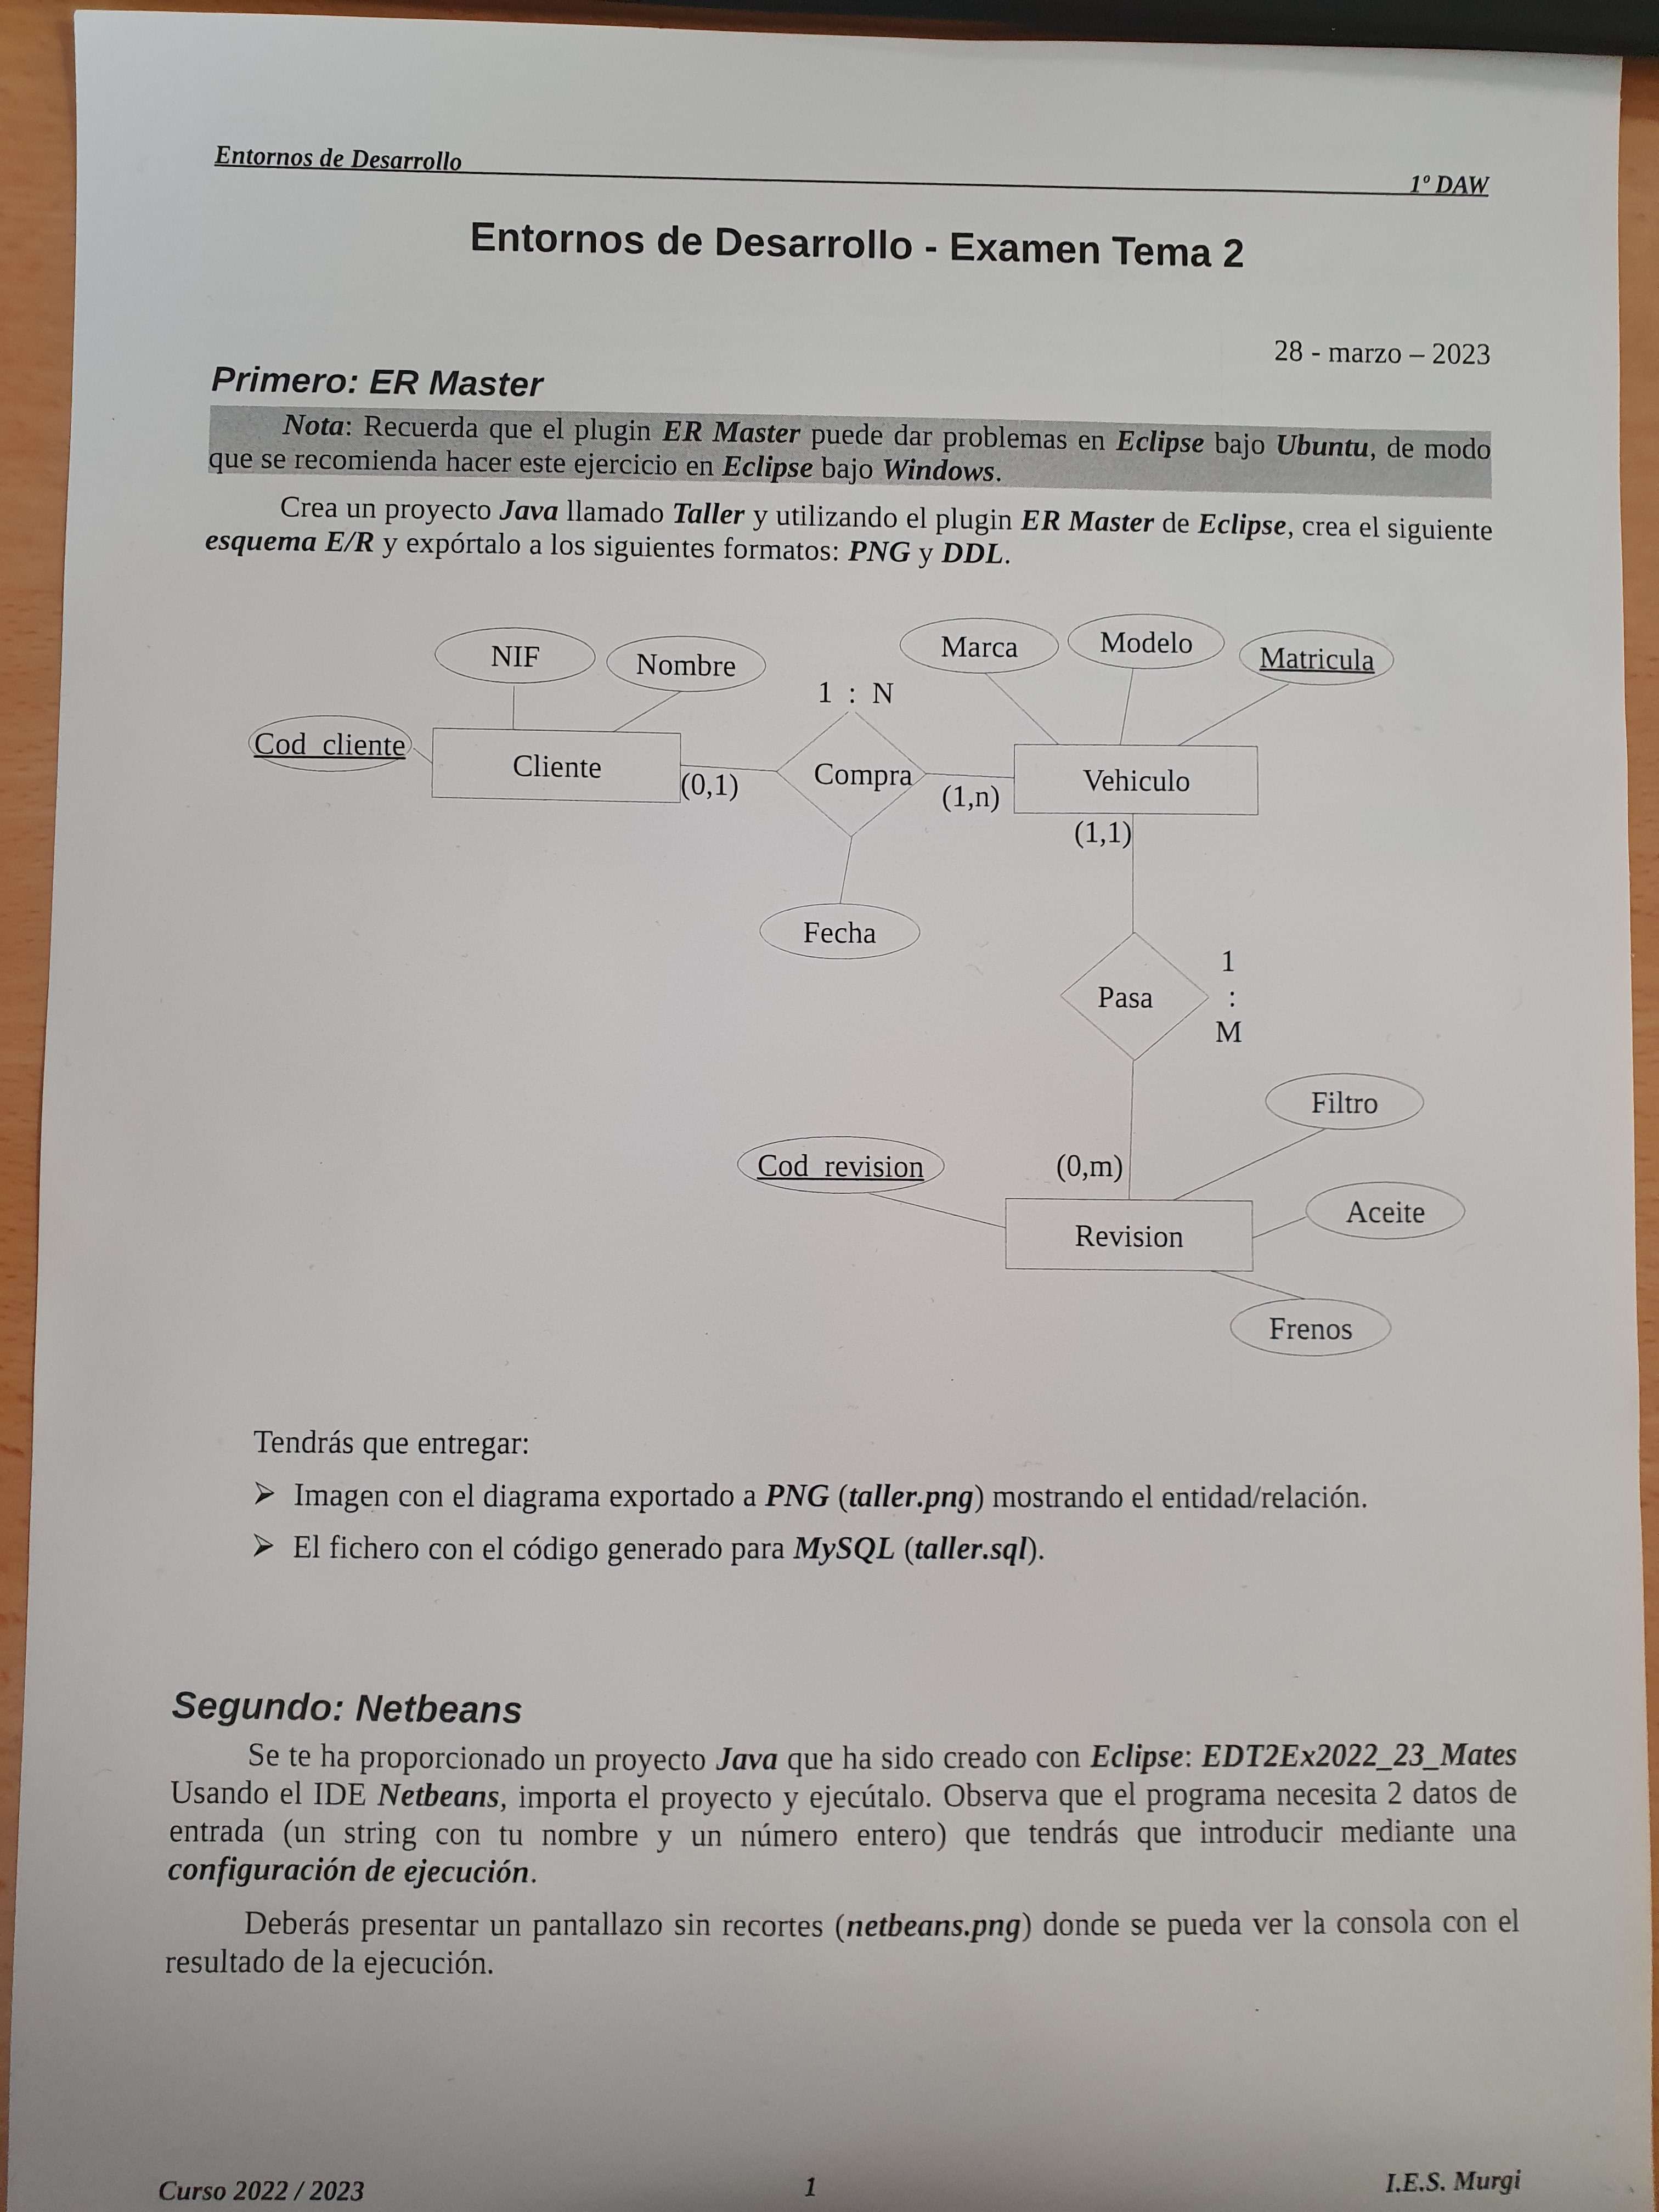 Entornos de Desarrollo
1º DAW
Entornos de Desarrollo - Examen Tema 2
28 - marzo – 2023
Primero: ER Master
Nota: Recuerda que el plugin ER Master puede dar problemas en Eclipse bajo Ubuntu, de modo
que se recomienda hacer este ejercicio en Eclipse bajo Windows.
Crea un proyecto Java llamado Taller y utilizando el plugin ER Master de Eclipse, crea el siguiente
esquema E/R y expórtalo a los siguientes formatos: PNG y DDL.
NIF
Nombre
Marca
Modelo
Matricula
1 : N
Cod_cliente
Cliente
(0,1)
Compra
(1,n)
Vehiculo
(1,1)
Fecha
Pasa
1
:
M
Filtro
Cod_revision
(0,m)
Aceite
Revision
Frenos
Tendrás que entregar:
➢ Imagen con el diagrama exportado a PNG (taller.png) mostrando el entidad/relación.
➢ El fichero con el código generado para MySQL (taller.sql).
Segundo: Netbeans
Se te ha proporcionado un proyecto Java que ha sido creado con Eclipse: EDT2Ex2022_23_Mates
Usando el IDE Netbeans, importa el proyecto y ejecútalo. Observa que el programa necesita 2 datos de
entrada (un string con tu nombre y un número entero) que tendrás que introducir mediante una
configuración de ejecución.
Deberás presentar un pantallazo sin recortes (netbeans.png) donde se pueda ver la consola con el
resultado de la ejecución.
Curso 2022 / 2023
1
I.E.S. Murgi